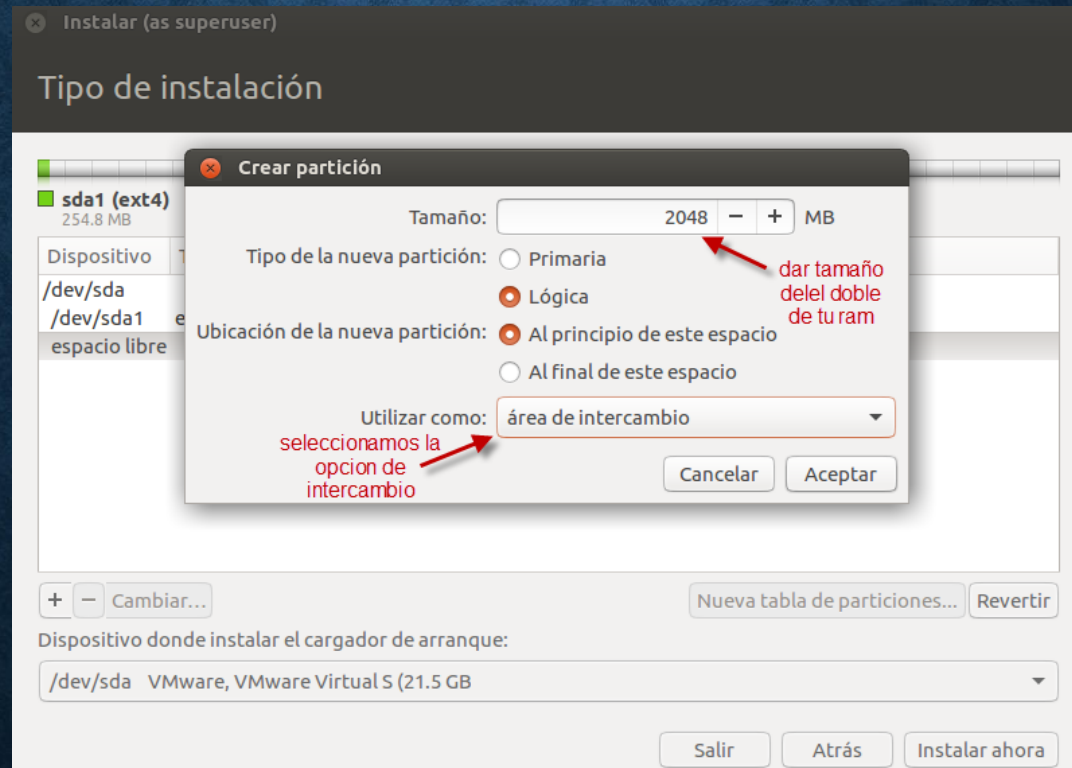 Instalar (as superuser)
Tipo de instalación
Crear partición
sda1 (ext4)
254.8 MB
Tamaño: 2048 − + MB
Dispositivo T
Tipo de la nueva partición: Primaria
dar tamaño
delel doble
de tu ram
/dev/sda
Lógica
/dev/sda1 e
Ubicación de la nueva partición: Al principio de este espacio
espacio libre
Al final de este espacio
Utilizar como: área de intercambio
seleccionamos la
opcion de
intercambio
Cancelar Aceptar
+ − Cambiar... Nueva tabla de particiones... Revertir
Dispositivo donde instalar el cargador de arranque:
/dev/sda VMware, VMware Virtual S (21.5 GB
Salir Atrás Instalar ahora